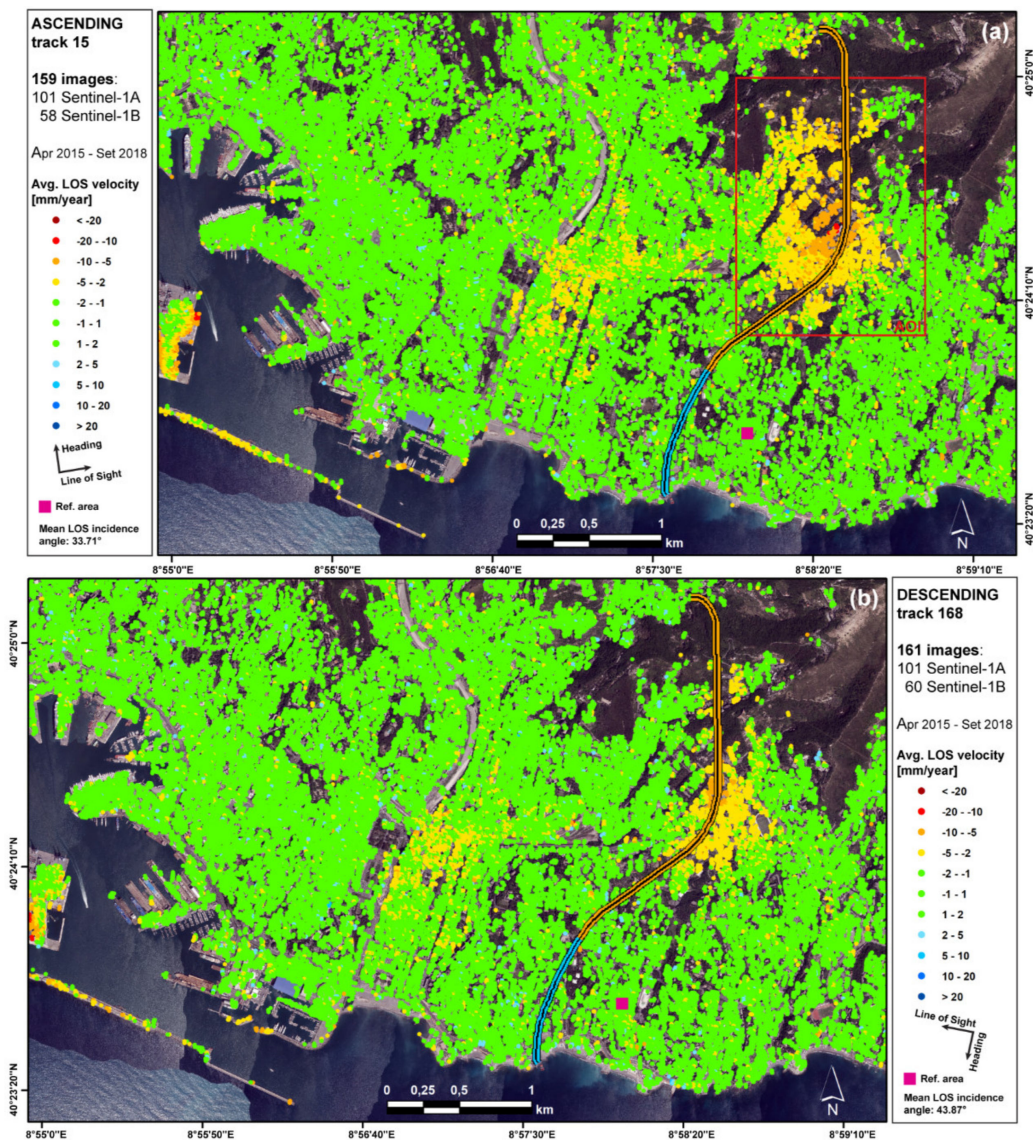 ASCENDING
track 15
159 images:
101 Sentinel-1A
58 Sentinel-1B
Apr 2015 - Set 2018
Avg. LOS velocity
[mm/year]
< -20
-20 - -10
-10 - -5
-5 - -2
-2 - -1
-1 - 1
1 - 2
2 - 5
5 - 10
10 - 20
> 20
Heading
Line of Sight
Ref. area
Mean LOS incidence
angle: 33.71°
(a)
AOI
0 0,25 0,5 1
km
N
40°25'0"N
40°24'10"N
40°23'20"N
8°55'0"E 8°55'50"E 8°56'40"E 8°57'30"E 8°58'20"E 8°59'10"E
(b)
40°25'0"N
40°24'10"N
40°23'20"N
0 0,25 0,5 1
km
N
8°55'0"E 8°55'50"E 8°56'40"E 8°57'30"E 8°58'20"E 8°59'10"E
DESCENDING
track 168
161 images:
101 Sentinel-1A
60 Sentinel-1B
Apr 2015 - Set 2018
Avg. LOS velocity
[mm/year]
< -20
-20 - -10
-10 - -5
-5 - -2
-2 - -1
-1 - 1
1 - 2
2 - 5
5 - 10
10 - 20
> 20
Line of Sight
Heading
Ref. area
Mean LOS incidence
angle: 43.87°